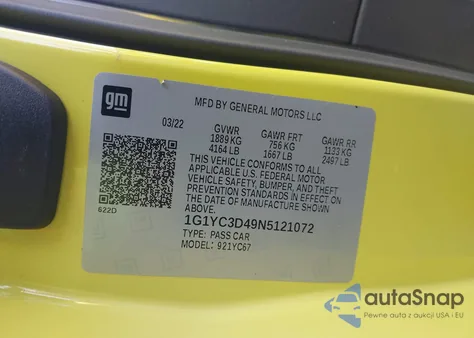 gm
MFD BY GENERAL MOTORS LLC
03/22 GVWR GAWR FRT GAWR RR
1889 KG 756 KG 1133 KG
4164 LB 1667 LB 2497 LB
THIS VEHICLE CONFORMS TO ALL
APPLICABLE U.S. FEDERAL MOTOR
VEHICLE SAFETY, BUMPER, AND THEFT
PREVENTION STANDARDS IN EFFECT ON
THE DATE OF MANUFACTURE SHOWN
ABOVE.
622D
1G1YC3D49N5121072
TYPE: PASS CAR
MODEL: 921YC67
autoSnap
Pewne auta z aukcji USA i EU